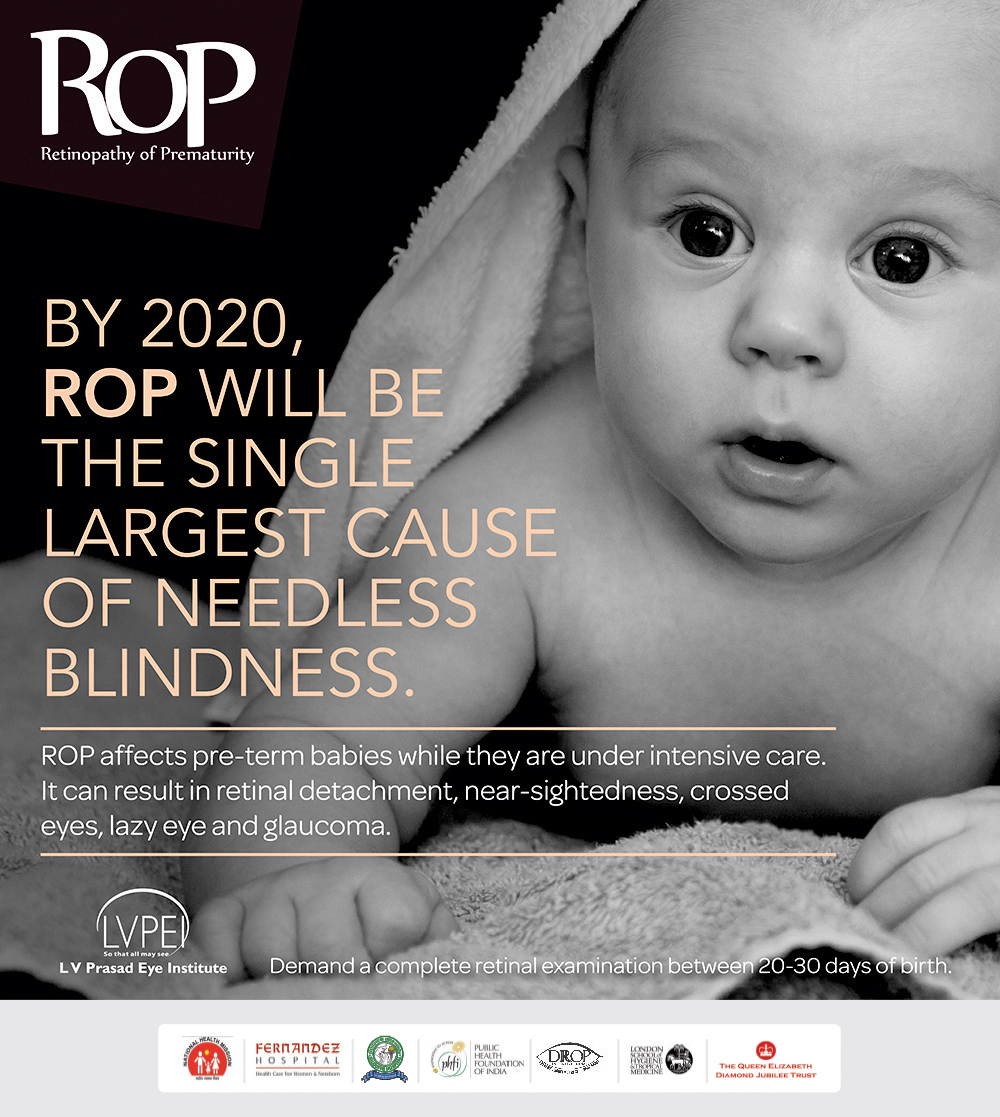 ROP
Retinopathy of Prematurity
BY 2020,
ROP WILL BE
THE SINGLE
LARGEST CAUSE
OF NEEDLESS
BLINDNESS.
ROP affects pre-term babies while they are under intensive care.
It can result in retinal detachment, near-sightedness, crossed
eyes, lazy eye and glaucoma.
LVPEI
So that all may see
L V Prasad Eye Institute
Demand a complete retinal examination between 20-30 days of birth.
NATIONAL HEALTH MISSION
FERNANDEZ
HOSPITAL
Health Care for Women & Newborn
phfi
PUBLIC
HEALTH
FOUNDATION
OF INDIA
LONDON
SCHOOL of
HYGIENE
& TROPICAL
MEDICINE
THE QUEEN ELIZABETH
DIAMOND JUBILEE TRUST